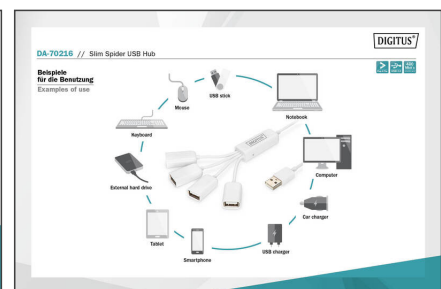 DIGITUS®
DA-70216 // Slim Spider USB Hub
Beispiele
für die Benutzung
Examples of use
USB stick
Mouse
Notebook
Keyboard
Computer
External hard drive
Car charger
Tablet
USB charger
Smartphone